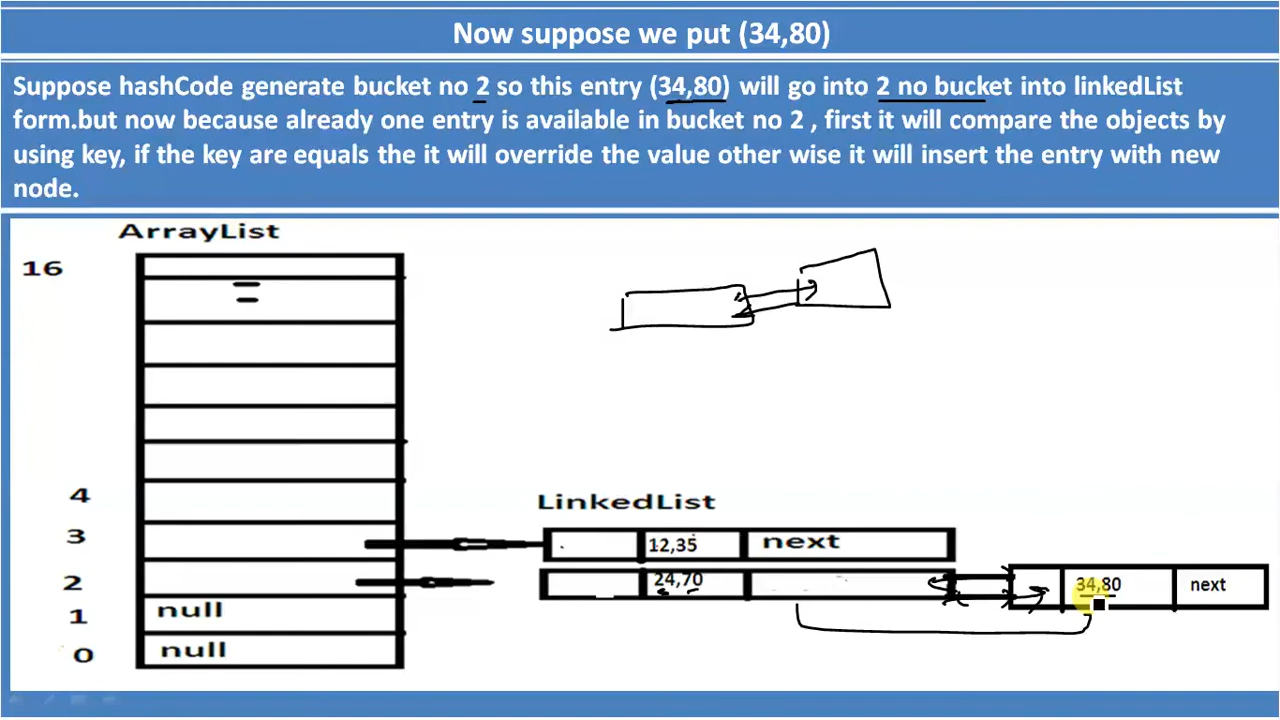 Now suppose we put (34,80)
Suppose hashCode generate bucket no 2 so this entry (34,80) will go into 2 no bucket into linkedList
form.but now because already one entry is available in bucket no 2 , first it will compare the objects by
using key, if the key are equals the it will override the value other wise it will insert the entry with new
node.
ArrayList
16
4
LinkedList
3
12,35 next
2
24,70
34,80 next
1 null
0 null